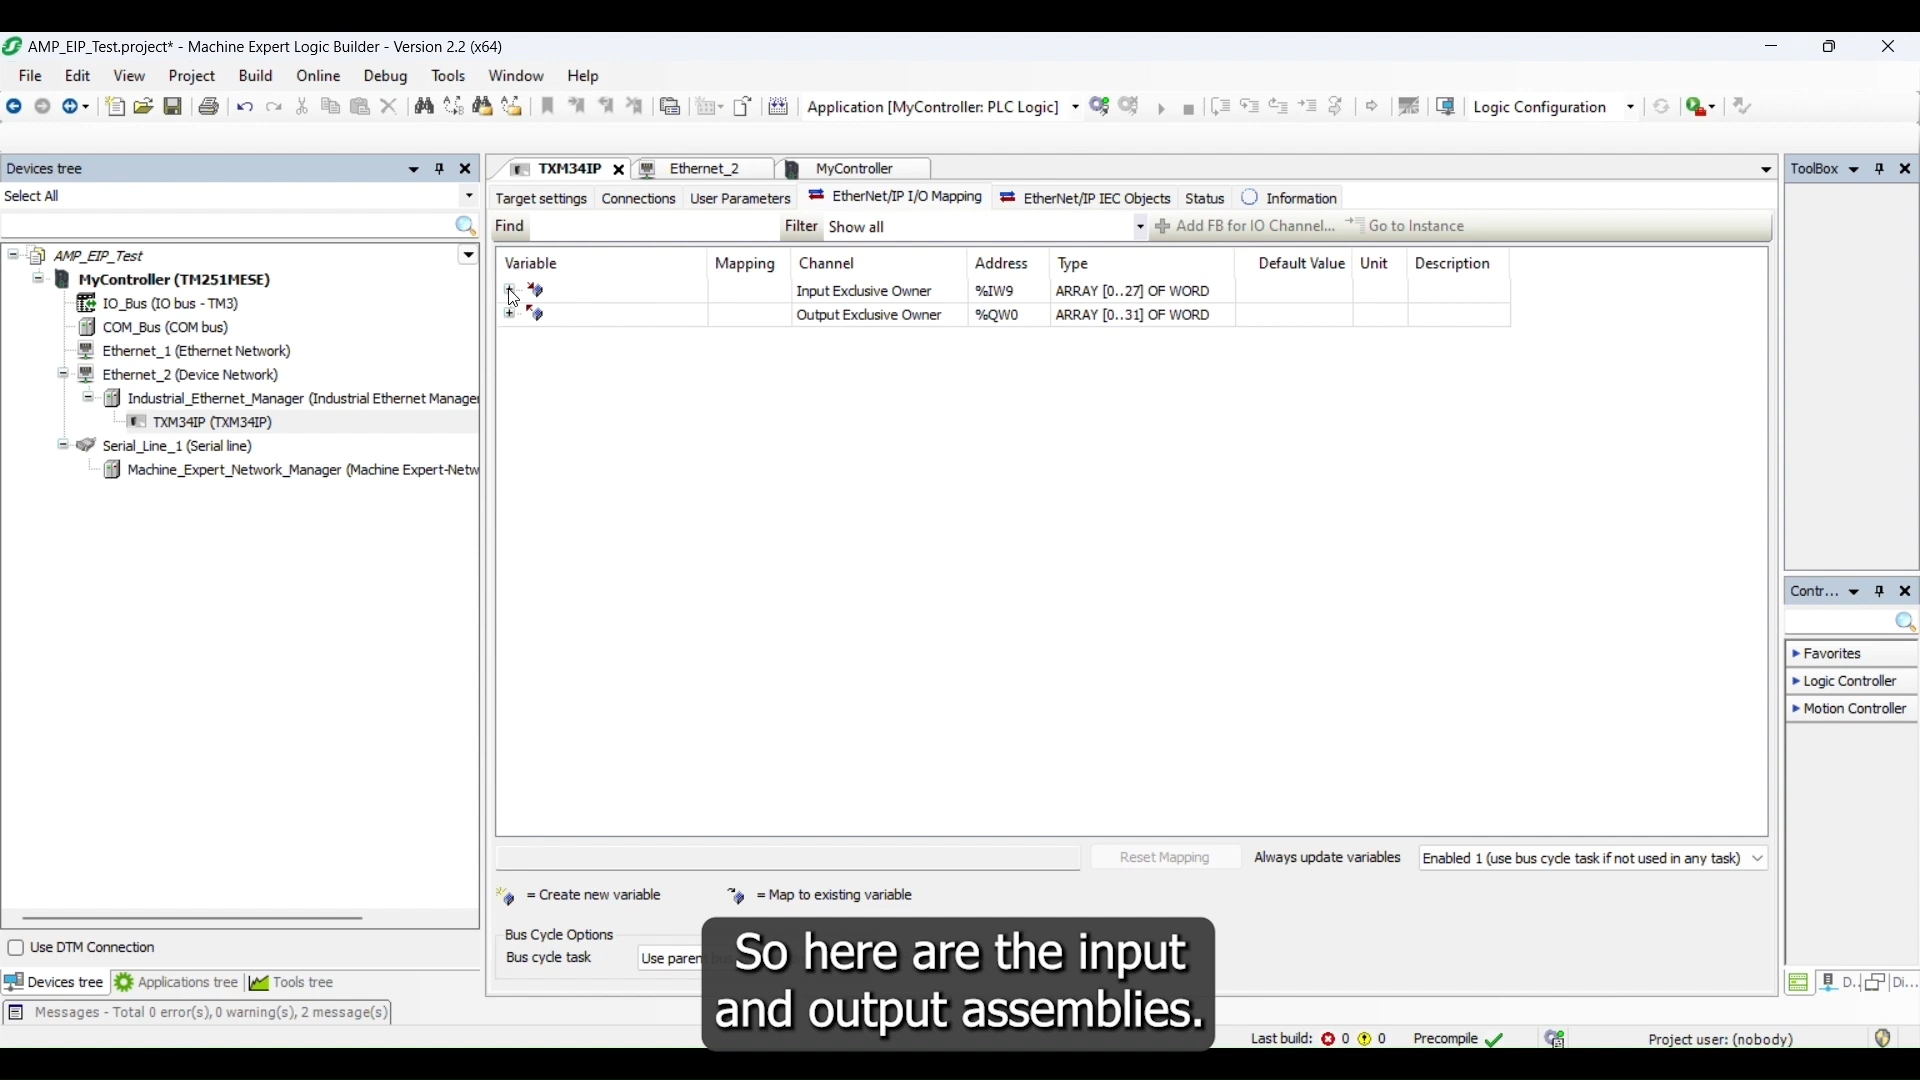 AMP_EIP_Test.project* - Machine Expert Logic Builder - Version 2.2 (x64)
File Edit View Project Build Online Debug Tools Window Help
Application [MyController: PLC Logic] Logic Configuration
Devices tree
Select All
AMP_EIP_Test
MyController (TM251MESE)
IO_Bus (IO bus - TM3)
COM_Bus (COM bus)
Ethernet_1 (Ethernet Network)
Ethernet_2 (Device Network)
Industrial_Ethernet_Manager (Industrial Ethernet Manage
TXM34IP (TXM34IP)
Serial_Line_1 (Serial line)
Machine_Expert_Network_Manager (Machine Expert-Netw
Use DTM Connection
Devices tree Applications tree Tools tree
Messages - Total 0 error(s), 0 warning(s), 2 message(s)
TXM34IP Ethernet_2 MyController
Target settings Connections User Parameters EtherNet/IP I/O Mapping EtherNet/IP IEC Objects Status Information
Find Filter Show all Add FB for IO Channel... Go to Instance
Variable Mapping Channel Address Type Default Value Unit Description
Input Exclusive Owner %IW9 ARRAY [0..27] OF WORD
Output Exclusive Owner %QW0 ARRAY [0..31] OF WORD
Reset Mapping Always update variables Enabled 1 (use bus cycle task if not used in any task)
= Create new variable = Map to existing variable
Bus Cycle Options
Bus cycle task Use paren
So here are the input
and output assemblies.
ToolBox
Contr...
Favorites
Logic Controller
Motion Controller
D... Di...
Last build: 0 0 Precompile Project user: (nobody)